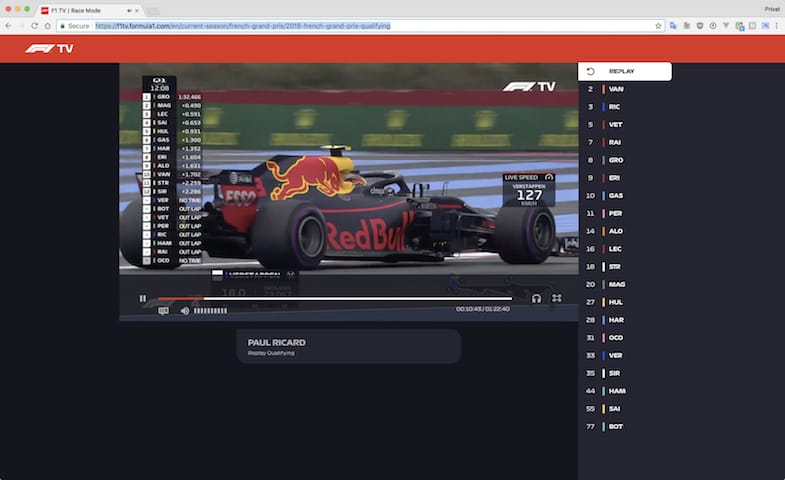 F1 TV | Race Mode
Privat
Secure
https://f1tv.formula1.com/en/current-season/french-grand-prix/2018-french-grand-prix-qualifying
F1 TV
Q1
12:08
1 GRO 1:32.466
2 MAG +0.490
3 LEC +0.591
4 SAI +0.653
5 HUL +0.931
6 GAS +1.300
7 HAR +1.352
8 ERI +1.604
9 ALO +1.631
10 VAN +1.702
11 STR +2.259
12 SIR +2.286
- VER NO TIME
- BOT OUT LAP
- VET OUT LAP
- PER OUT LAP
- RIC OUT LAP
- HAM OUT LAP
- RAI OUT LAP
- OCO NO TIME
F1 TV
LIVE SPEED
VERSTAPPEN
127
KM/H
Esso
Red Bull
citrix
VERSTAPPEN
18.0
00:10:43 / 01:22:40
PAUL RICARD
Replay Qualifying
REPLAY
2 VAN
3 RIC
5 VET
7 RAI
8 GRO
9 ERI
10 GAS
11 PER
14 ALO
16 LEC
18 STR
20 MAG
27 HUL
28 HAR
31 OCO
33 VER
35 SIR
44 HAM
55 SAI
77 BOT